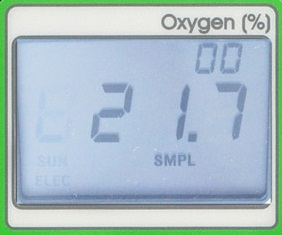 Oxygen (%)
00
21.7
SUN SMPL
ELEC